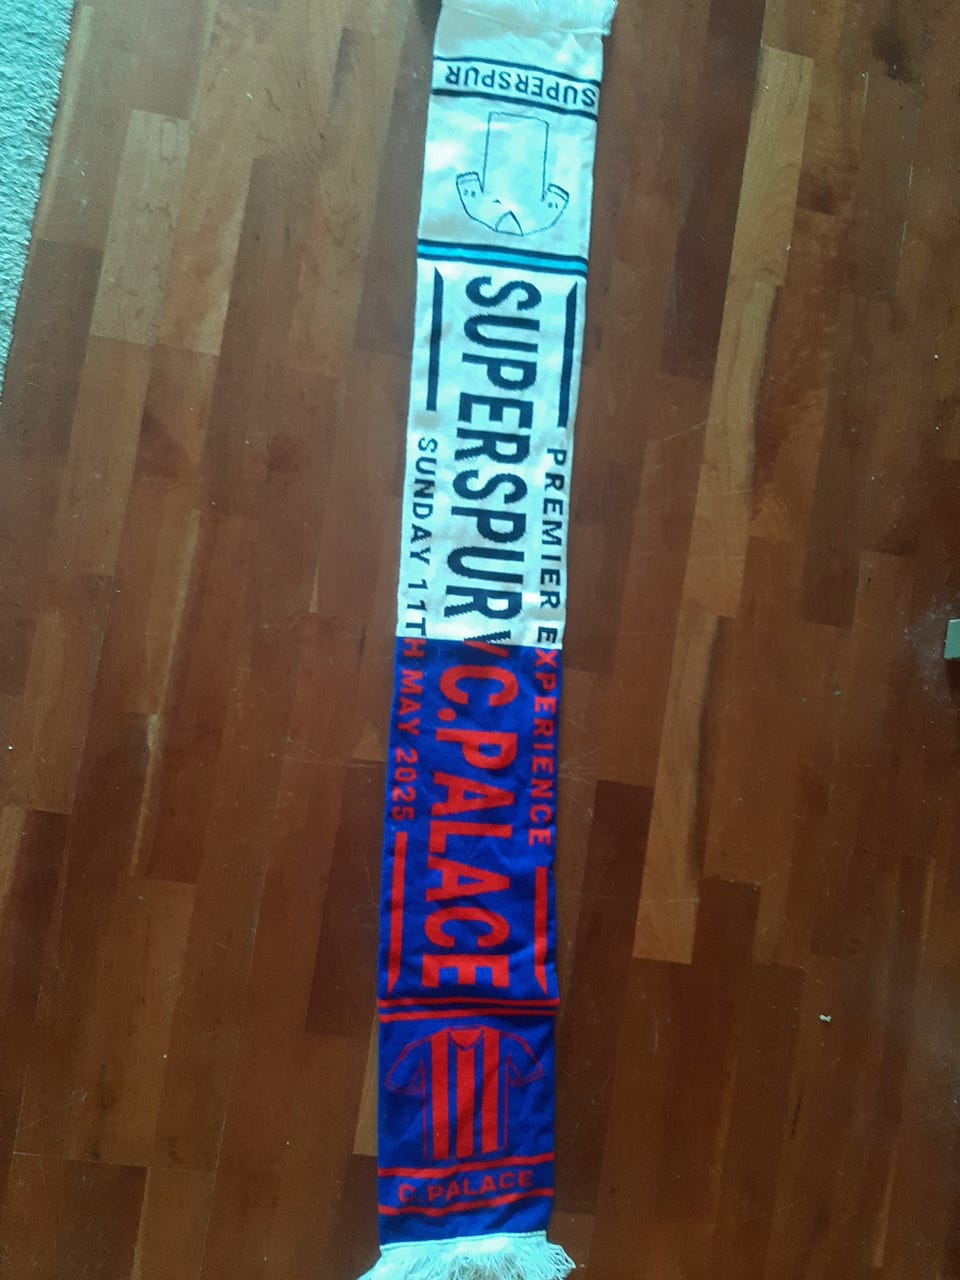 SUPERSPUR
PREMIER EXPERIENCE
SUPERSPUR V C.PALACE
SUNDAY 11TH MAY 2025
C.PALACE